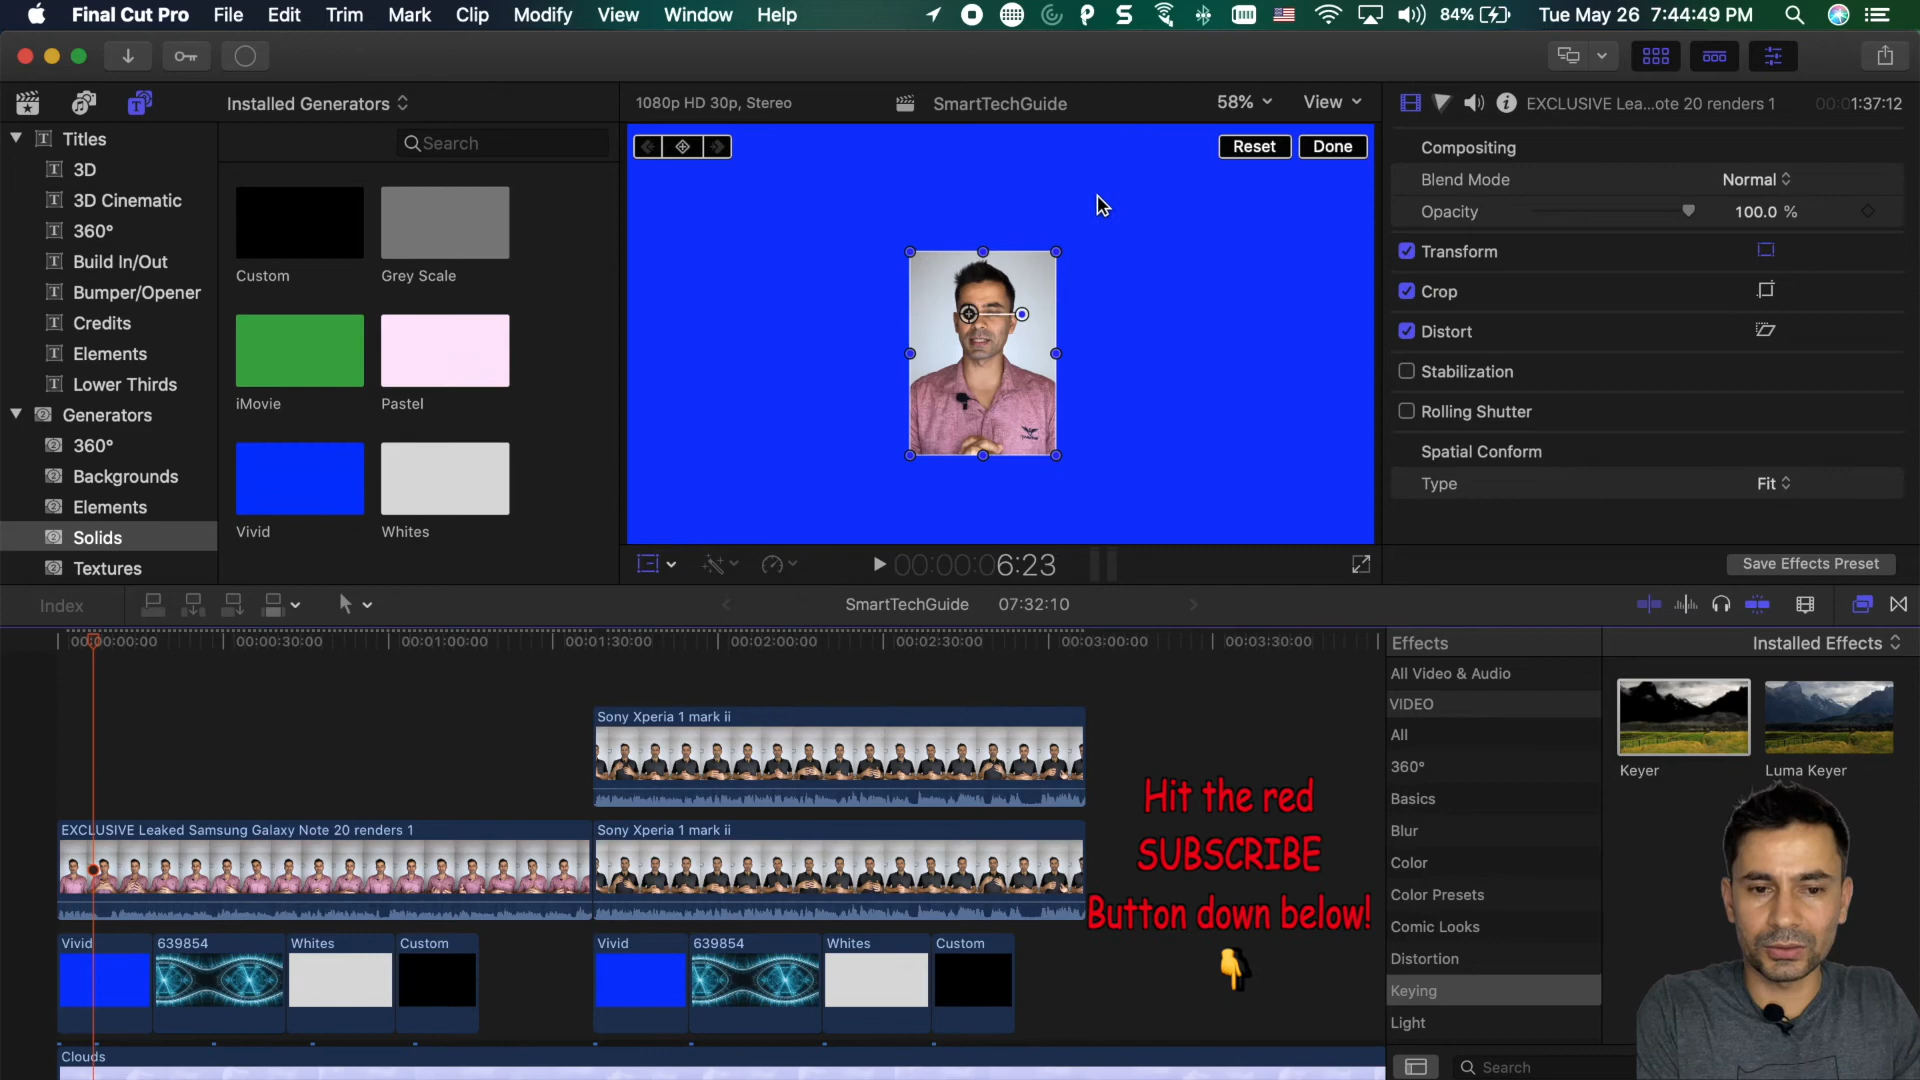 Final Cut Pro File Edit Trim Mark Clip Modify View Window Help 84% Tue May 26 7:44:49 PM
Installed Generators
1080p HD 30p, Stereo SmartTechGuide 58% View
EXCLUSIVE Lea...ote 20 renders 1 00:01:37:12
Titles
3D
3D Cinematic
360°
Build In/Out
Bumper/Opener
Credits
Elements
Lower Thirds
Generators
360°
Backgrounds
Elements
Solids
Textures
Search
Custom Grey Scale
iMovie Pastel
Vivid Whites
Reset Done
00:00:00 6:23
Compositing
Blend Mode Normal
Opacity 100.0 %
Transform
Crop
Distort
Stabilization
Rolling Shutter
Spatial Conform
Type Fit
Save Effects Preset
Index SmartTechGuide 07:32:10
00:00:00:00 00:00:30:00 00:01:00:00 00:01:30:00 00:02:00:00 00:02:30:00 00:03:00:00 00:03:30:00
Sony Xperia 1 mark ii
EXCLUSIVE Leaked Samsung Galaxy Note 20 renders 1 Sony Xperia 1 mark ii
Vivid 639854 Whites Custom Vivid 639854 Whites Custom
Clouds
Hit the red
SUBSCRIBE
Button down below!
Effects Installed Effects
All Video & Audio
VIDEO
All
360°
Basics
Blur
Color
Color Presets
Comic Looks
Distortion
Keying
Light
Keyer Luma Keyer
Search